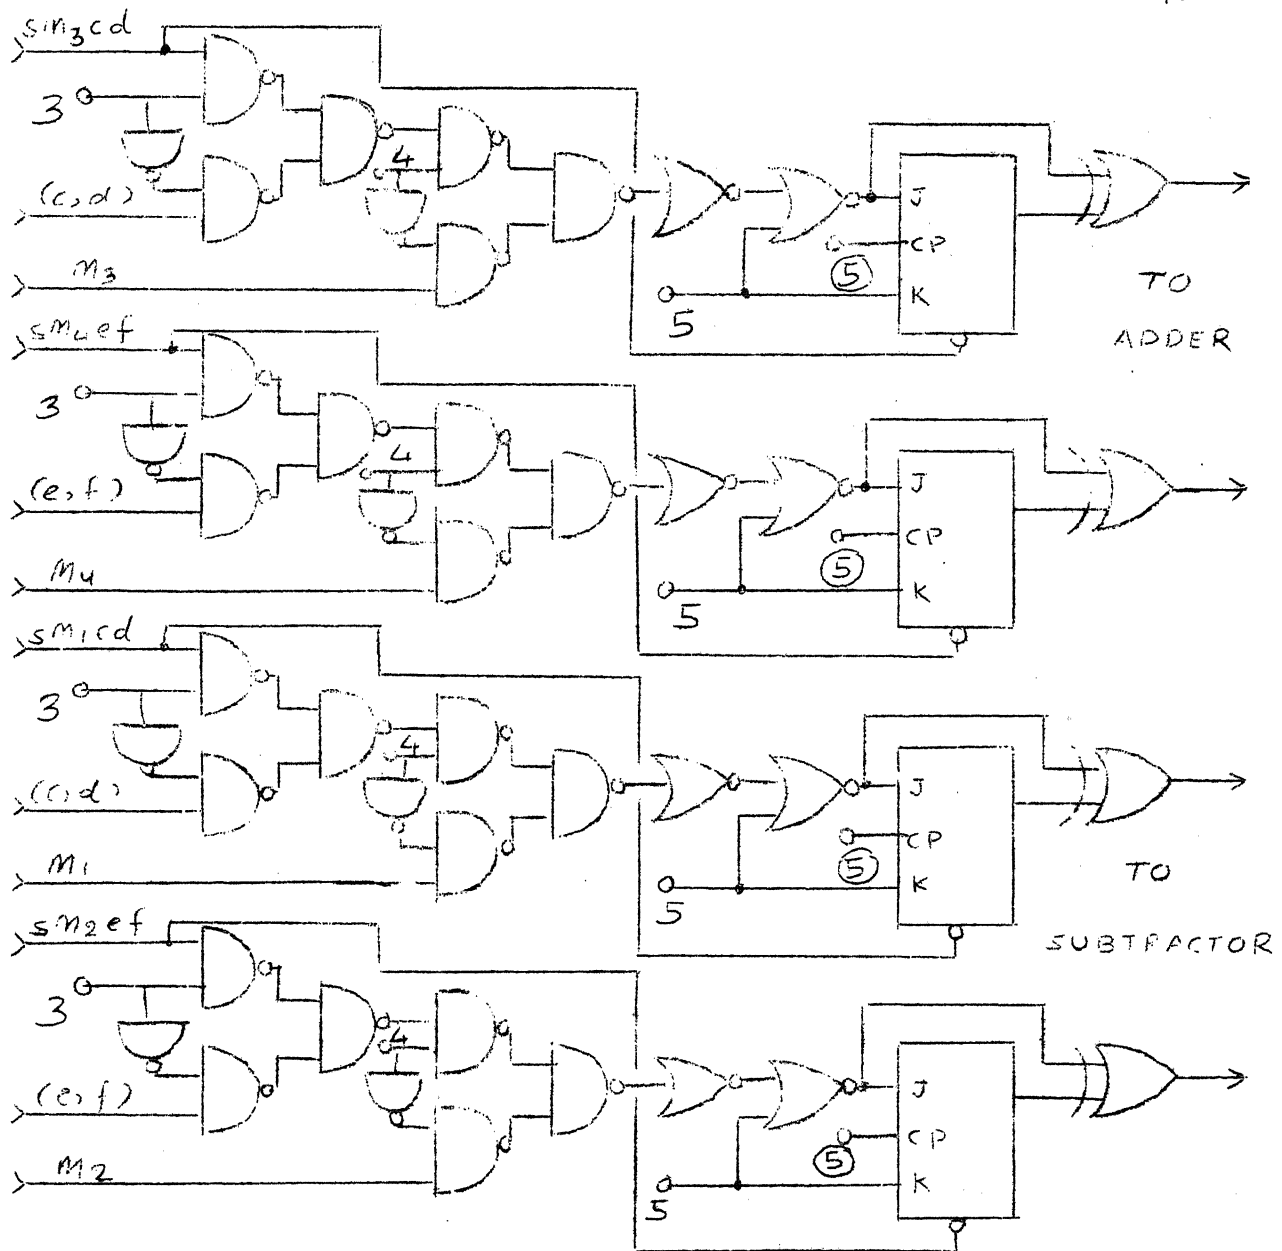 sm₃cd
3
(c,d)
4
m₃
J
CP
⑤
K
5
TO
ADDER
sm₄ef
3
(e,f)
4
m₄
J
CP
⑤
K
5
sm₁cd
3
(c,d)
4
m₁
J
CP
⑤
K
5
TO
SUBTRACTOR
sm₂ef
3
(e,f)
4
m₂
J
CP
⑤
K
5